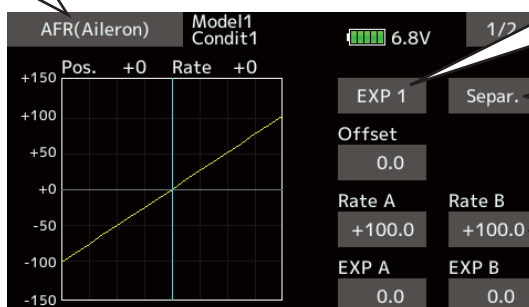 AFR(Aileron)
Model1
Condit1
6.8V
1/2
Pos. +0 Rate +0
+150
+100
+50
+0
-50
-100
-150
EXP 1
Separ.
Offset
0.0
Rate A
Rate B
+100.0
+100.0
EXP A
EXP B
0.0
0.0